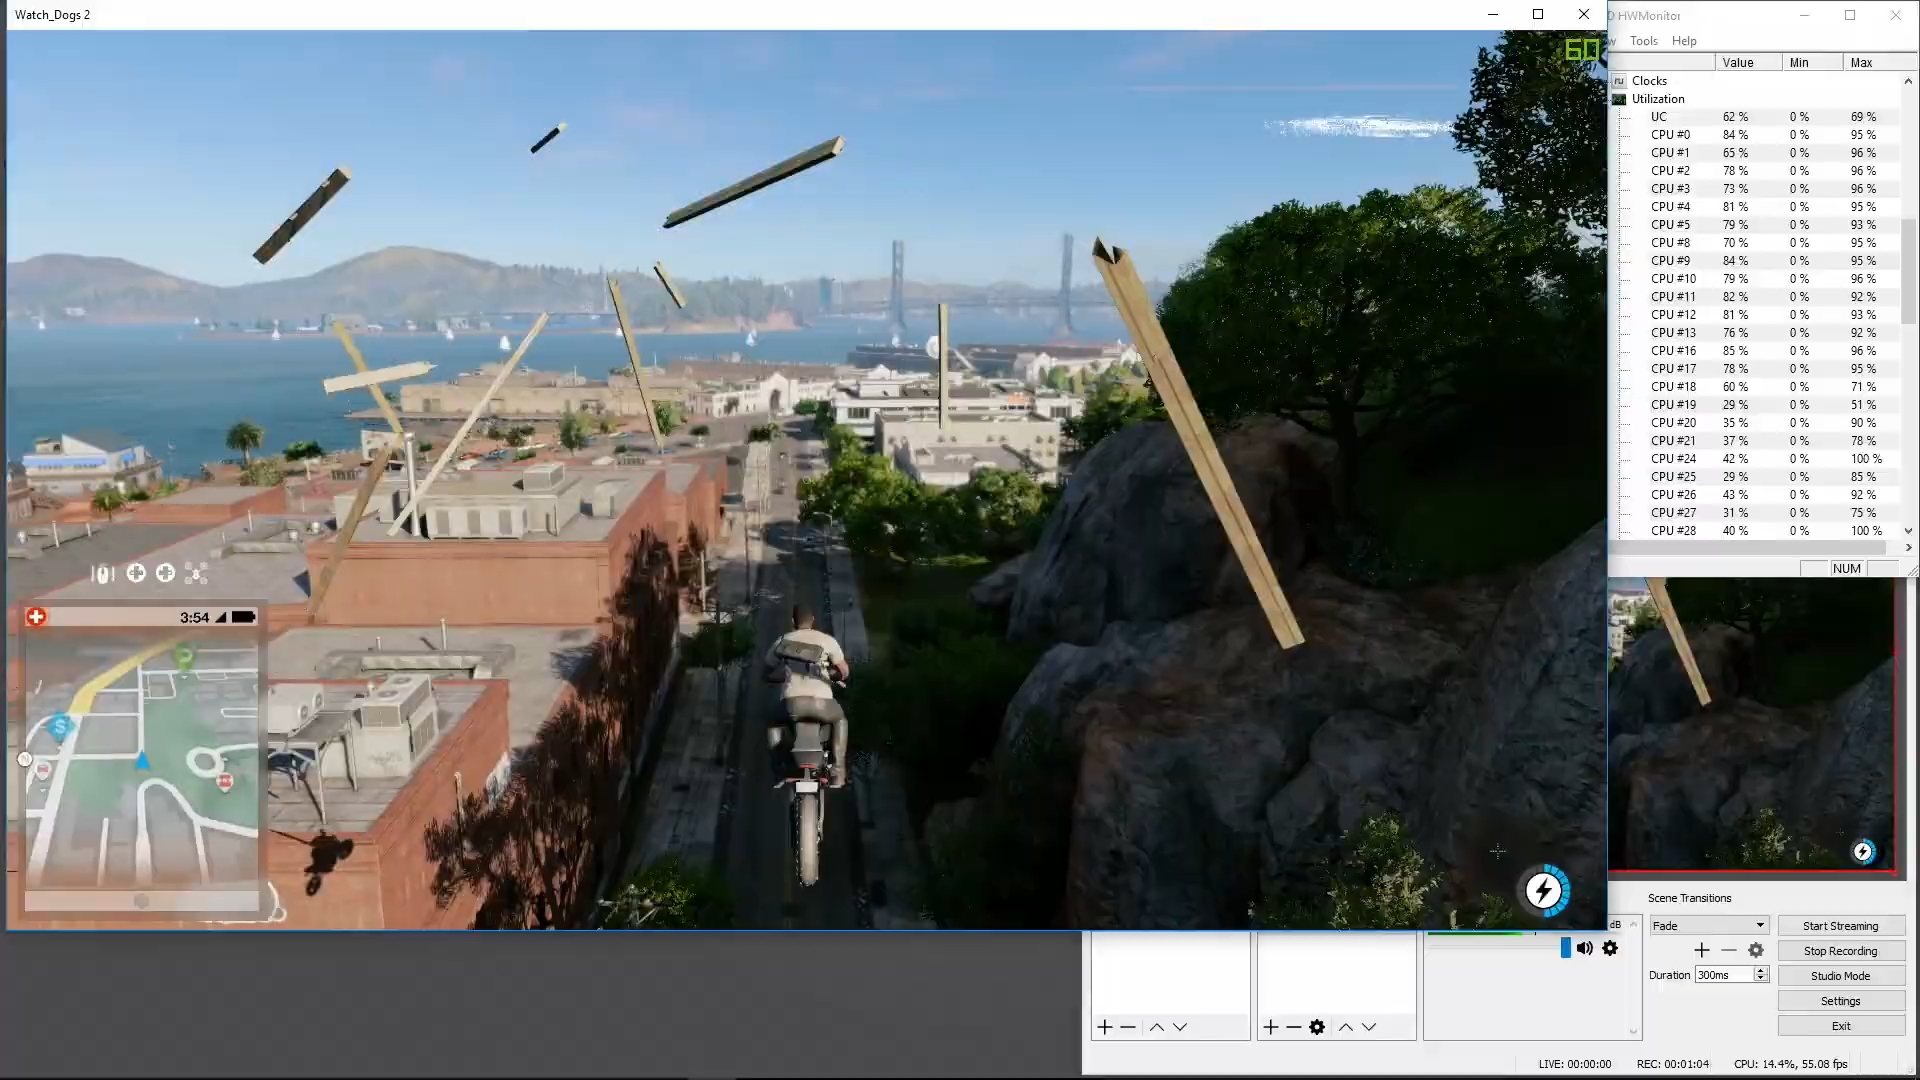 Watch_Dogs 2
60
3:54
S
HWMonitor
Tools Help
Value Min Max
Clocks
Utilization
UC 62 % 0 % 69 %
CPU #0 84 % 0 % 95 %
CPU #1 65 % 0 % 96 %
CPU #2 78 % 0 % 96 %
CPU #3 73 % 0 % 96 %
CPU #4 81 % 0 % 95 %
CPU #5 79 % 0 % 93 %
CPU #8 70 % 0 % 95 %
CPU #9 84 % 0 % 95 %
CPU #10 79 % 0 % 96 %
CPU #11 82 % 0 % 92 %
CPU #12 81 % 0 % 93 %
CPU #13 76 % 0 % 92 %
CPU #16 85 % 0 % 96 %
CPU #17 78 % 0 % 95 %
CPU #18 60 % 0 % 71 %
CPU #19 29 % 0 % 51 %
CPU #20 35 % 0 % 90 %
CPU #21 37 % 0 % 78 %
CPU #24 42 % 0 % 100 %
CPU #25 29 % 0 % 85 %
CPU #26 43 % 0 % 92 %
CPU #27 31 % 0 % 75 %
CPU #28 40 % 0 % 100 %
NUM
Scene Transitions
dB
Fade
Start Streaming
Stop Recording
Duration 300ms
Studio Mode
Settings
Exit
LIVE: 00:00:00 REC: 00:01:04 CPU: 14.4%, 55.08 fps